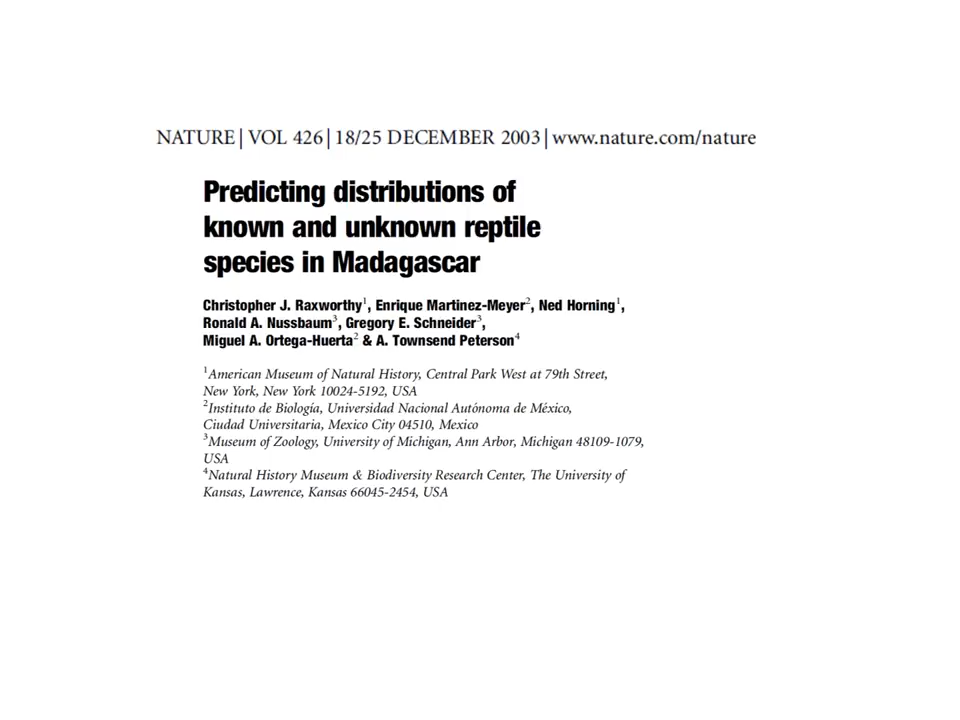 NATURE | VOL 426 | 18/25 DECEMBER 2003 | www.nature.com/nature
Predicting distributions of
known and unknown reptile
species in Madagascar
Christopher J. Raxworthy1, Enrique Martinez-Meyer2, Ned Horning1,
Ronald A. Nussbaum3, Gregory E. Schneider3,
Miguel A. Ortega-Huerta2 & A. Townsend Peterson4
1American Museum of Natural History, Central Park West at 79th Street,
New York, New York 10024-5192, USA
2Instituto de Biología, Universidad Nacional Autónoma de México,
Ciudad Universitaria, Mexico City 04510, Mexico
3Museum of Zoology, University of Michigan, Ann Arbor, Michigan 48109-1079,
USA
4Natural History Museum & Biodiversity Research Center, The University of
Kansas, Lawrence, Kansas 66045-2454, USA